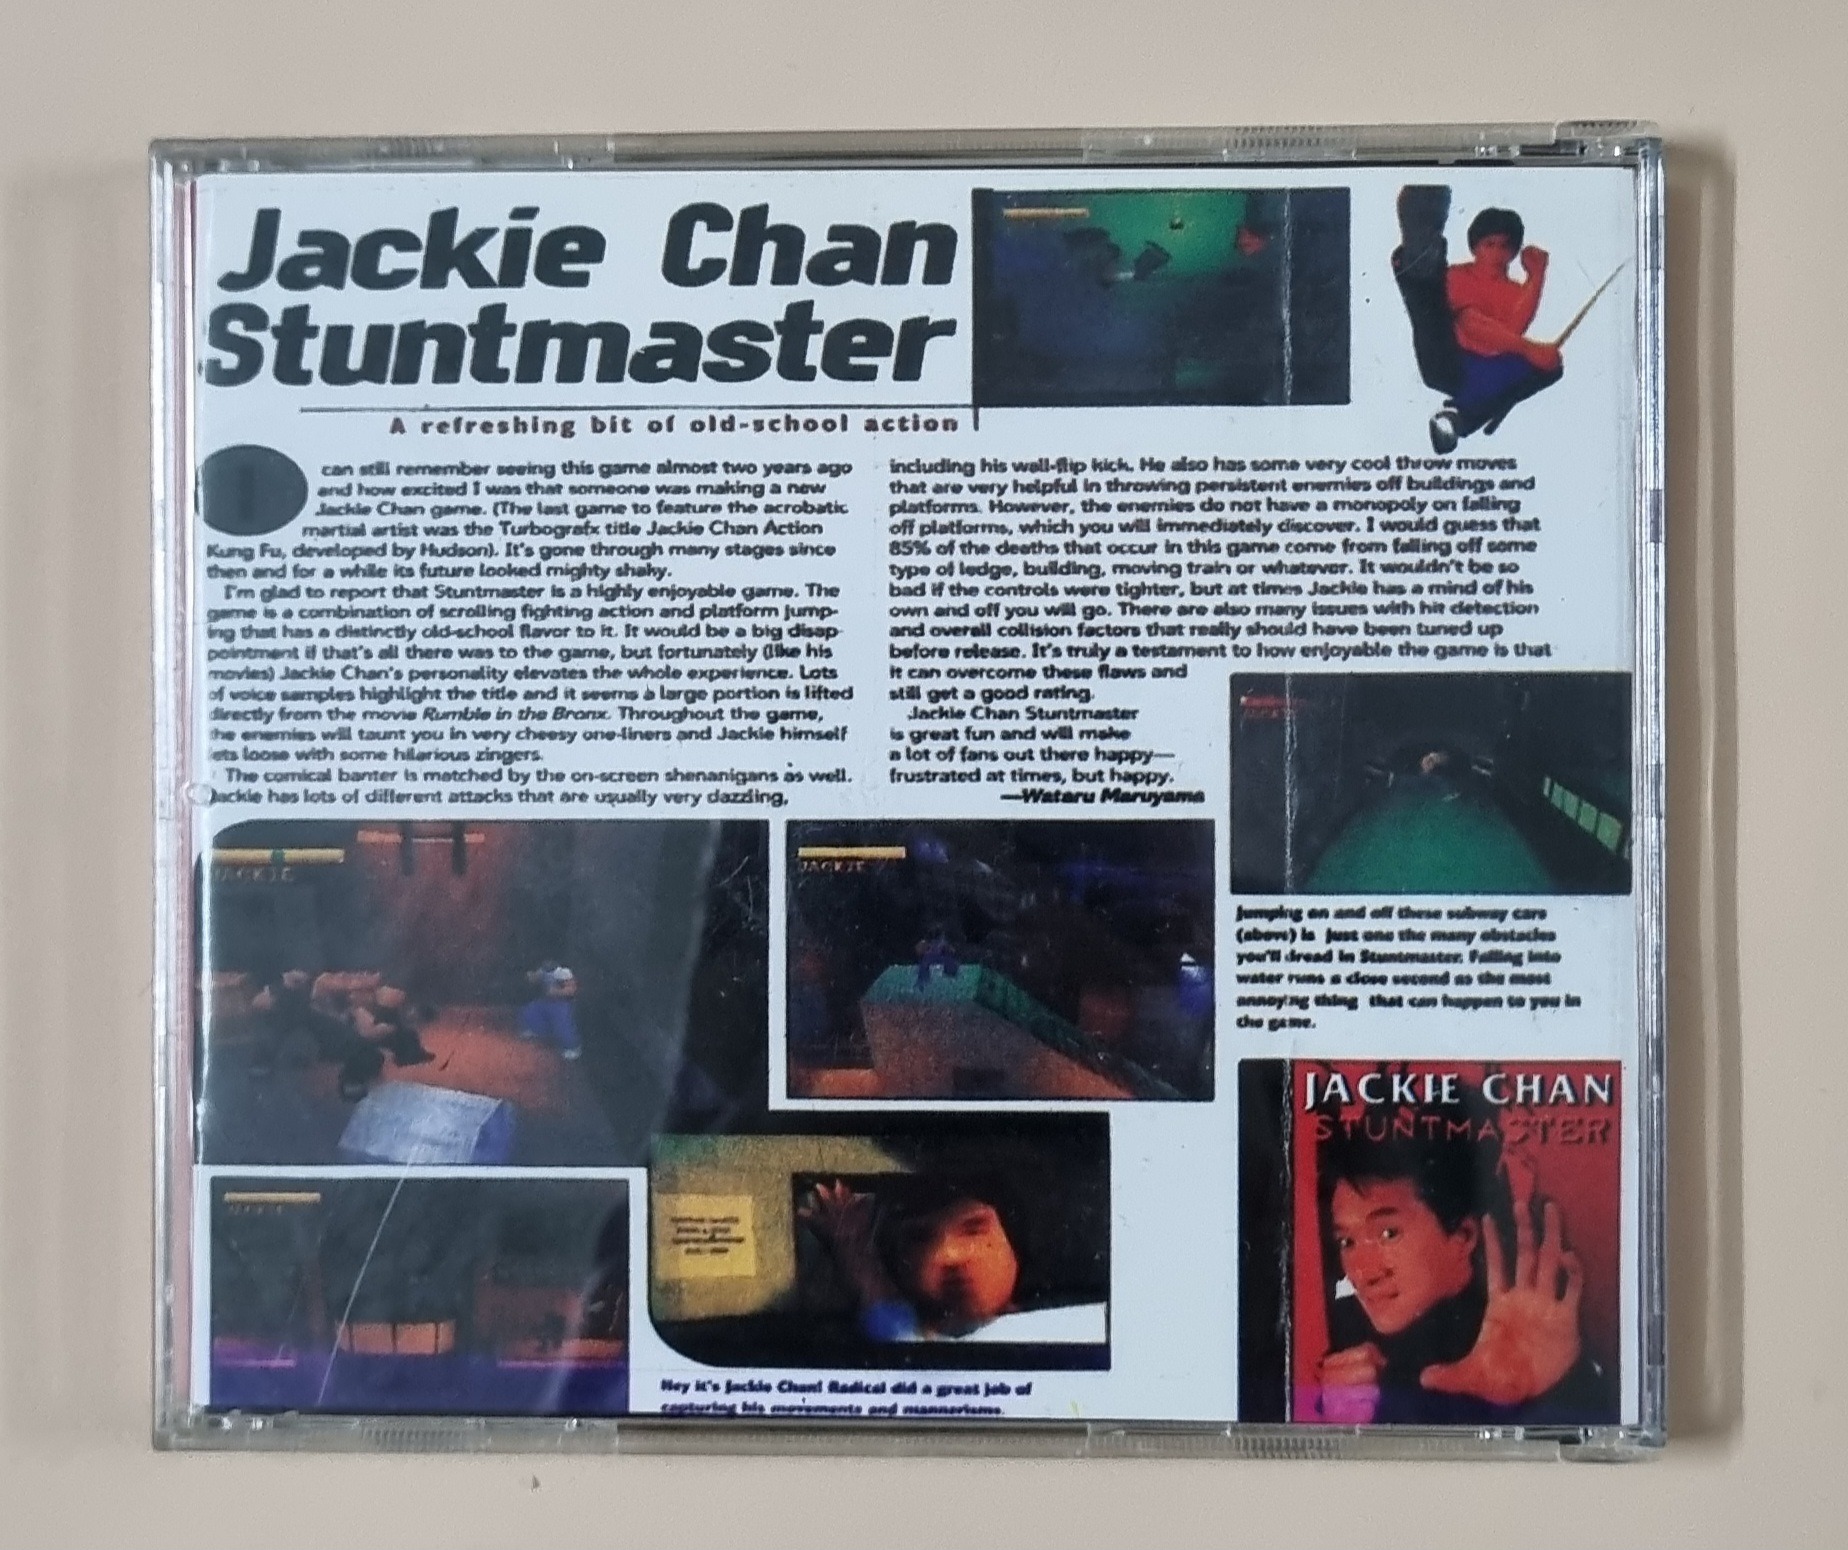 Jackie Chan
Stuntmaster
A refreshing bit of old-school action
I can still remember seeing this game almost two years ago
and how excited I was that someone was making a new
Jackie Chan game. (The last game to feature the acrobatic
martial artist was the Turbografx title Jackie Chan Action
Kung Fu, developed by Hudson). It's gone through many stages since
then and for a while its future looked mighty shaky.
I'm glad to report that Stuntmaster is a highly enjoyable game. The
game is a combination of scrolling fighting action and platform jump-
ing that has a distinctly old-school flavor to it. It would be a big disap-
pointment if that's all there was to the game, but fortunately (like his
movies) Jackie Chan's personality elevates the whole experience. Lots
of voice samples highlight the title and it seems a large portion is lifted
directly from the movie Rumble in the Bronx. Throughout the game,
the enemies will taunt you in very cheesy one-liners and Jackie himself
lets loose with some hilarious zingers.
The comical banter is matched by the on-screen shenanigans as well.
Jackie has lots of different attacks that are usually very dazzling,
including his wall-flip kick. He also has some very cool throw moves
that are very helpful in throwing persistent enemies off buildings and
platforms. However, the enemies do not have a monopoly on falling
off platforms, which you will immediately discover. I would guess that
85% of the deaths that occur in this game come from falling off some
type of ledge, building, moving train or whatever. It wouldn't be so
bad if the controls were tighter, but at times Jackie has a mind of his
own and off you will go. There are also many issues with hit detection
and overall collision factors that really should have been tuned up
before release. It's truly a testament to how enjoyable the game is that
it can overcome these flaws and
still get a good rating.
Jackie Chan Stuntmaster
is great fun and will make
a lot of fans out there happy—
frustrated at times, but happy.
—Wataru Maruyama
JACKIE
JACKIE
JACKIE
Jumping on and off these subway cars
(above) is just one the many obstacles
you'll dread in Stuntmaster. Falling into
water runs a close second as the most
annoying thing that can happen to you in
the game.
JACKIE CHAN
STUNTMASTER
Hey it's Jackie Chan! Radical did a great job of
capturing his movements and mannerisms.